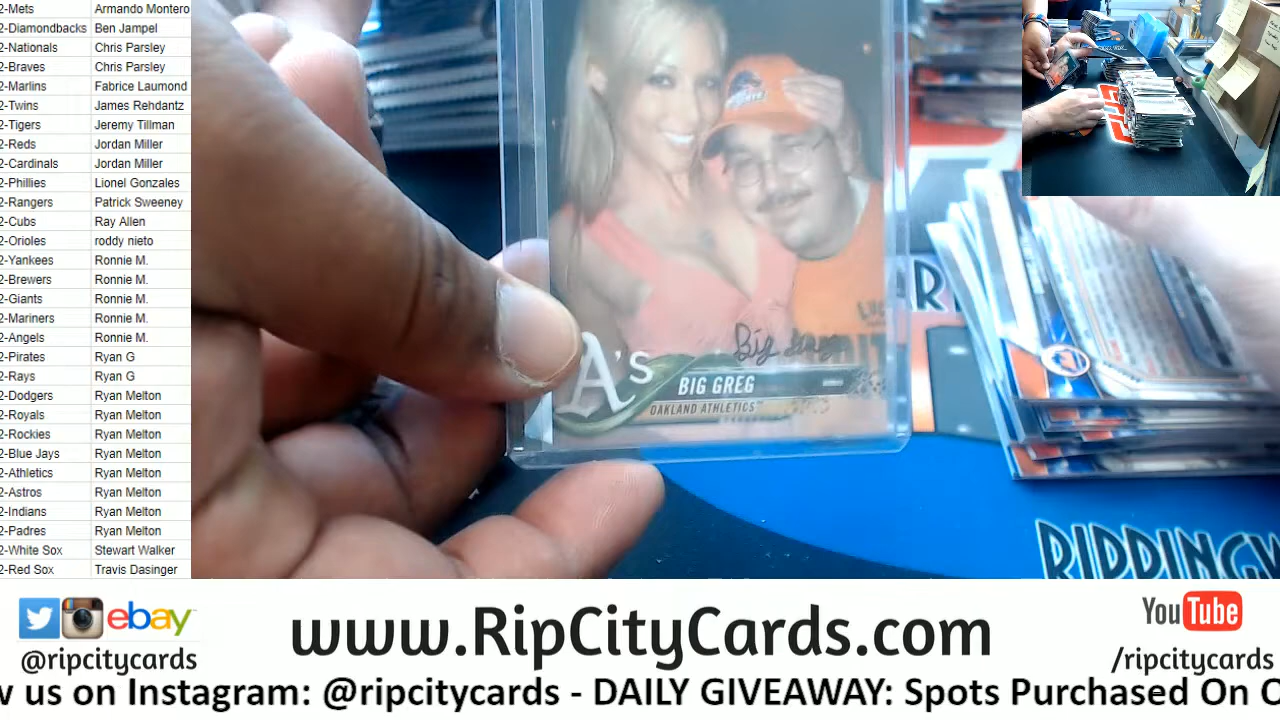 2-Mets Armando Montero
2-Diamondbacks Ben Jampel
2-Nationals Chris Parsley
2-Braves Chris Parsley
2-Marlins Fabrice Laumond
2-Twins James Rehdantz
2-Tigers Jeremy Tillman
2-Reds Jordan Miller
2-Cardinals Jordan Miller
2-Phillies Lionel Gonzales
2-Rangers Patrick Sweeney
2-Cubs Ray Allen
2-Orioles roddy nieto
2-Yankees Ronnie M.
2-Brewers Ronnie M.
2-Giants Ronnie M.
2-Mariners Ronnie M.
2-Angels Ronnie M.
2-Pirates Ryan G
2-Rays Ryan G
2-Dodgers Ryan Melton
2-Royals Ryan Melton
2-Rockies Ryan Melton
2-Blue Jays Ryan Melton
2-Athletics Ryan Melton
2-Astros Ryan Melton
2-Indians Ryan Melton
2-Padres Ryan Melton
2-White Sox Stewart Walker
2-Red Sox Travis Dasinger
Big Greg
A's
BIG GREG
OAKLAND ATHLETICS™
RIPPINGW
ebay™
@ripcitycards
www.RipCityCards.com
YouTube
/ripcitycards
w us on Instagram: @ripcitycards - DAILY GIVEAWAY: Spots Purchased On O